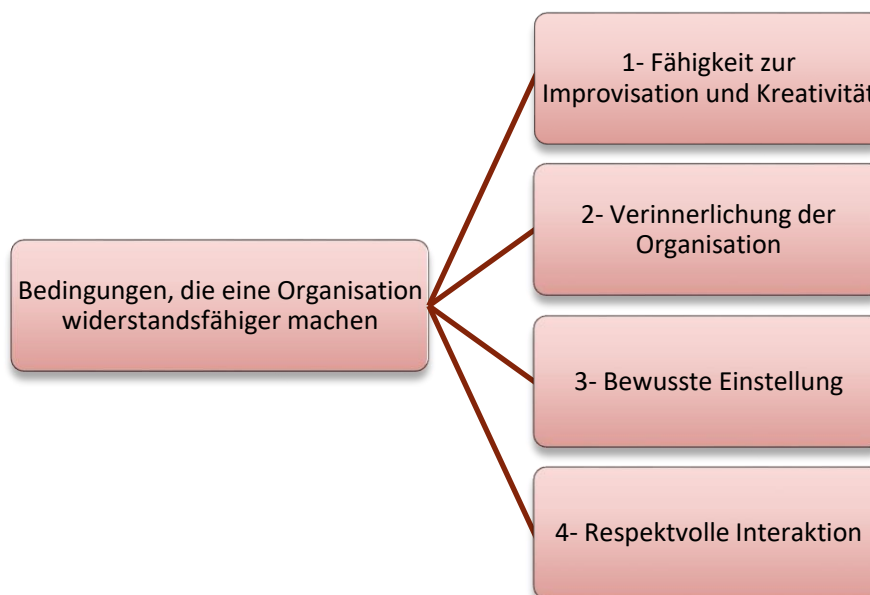 1- Fähigkeit zur
Improvisation und Kreativität
2- Verinnerlichung der
Organisation
Bedingungen, die eine Organisation
widerstandsfähiger machen
3- Bewusste Einstellung
4- Respektvolle Interaktion